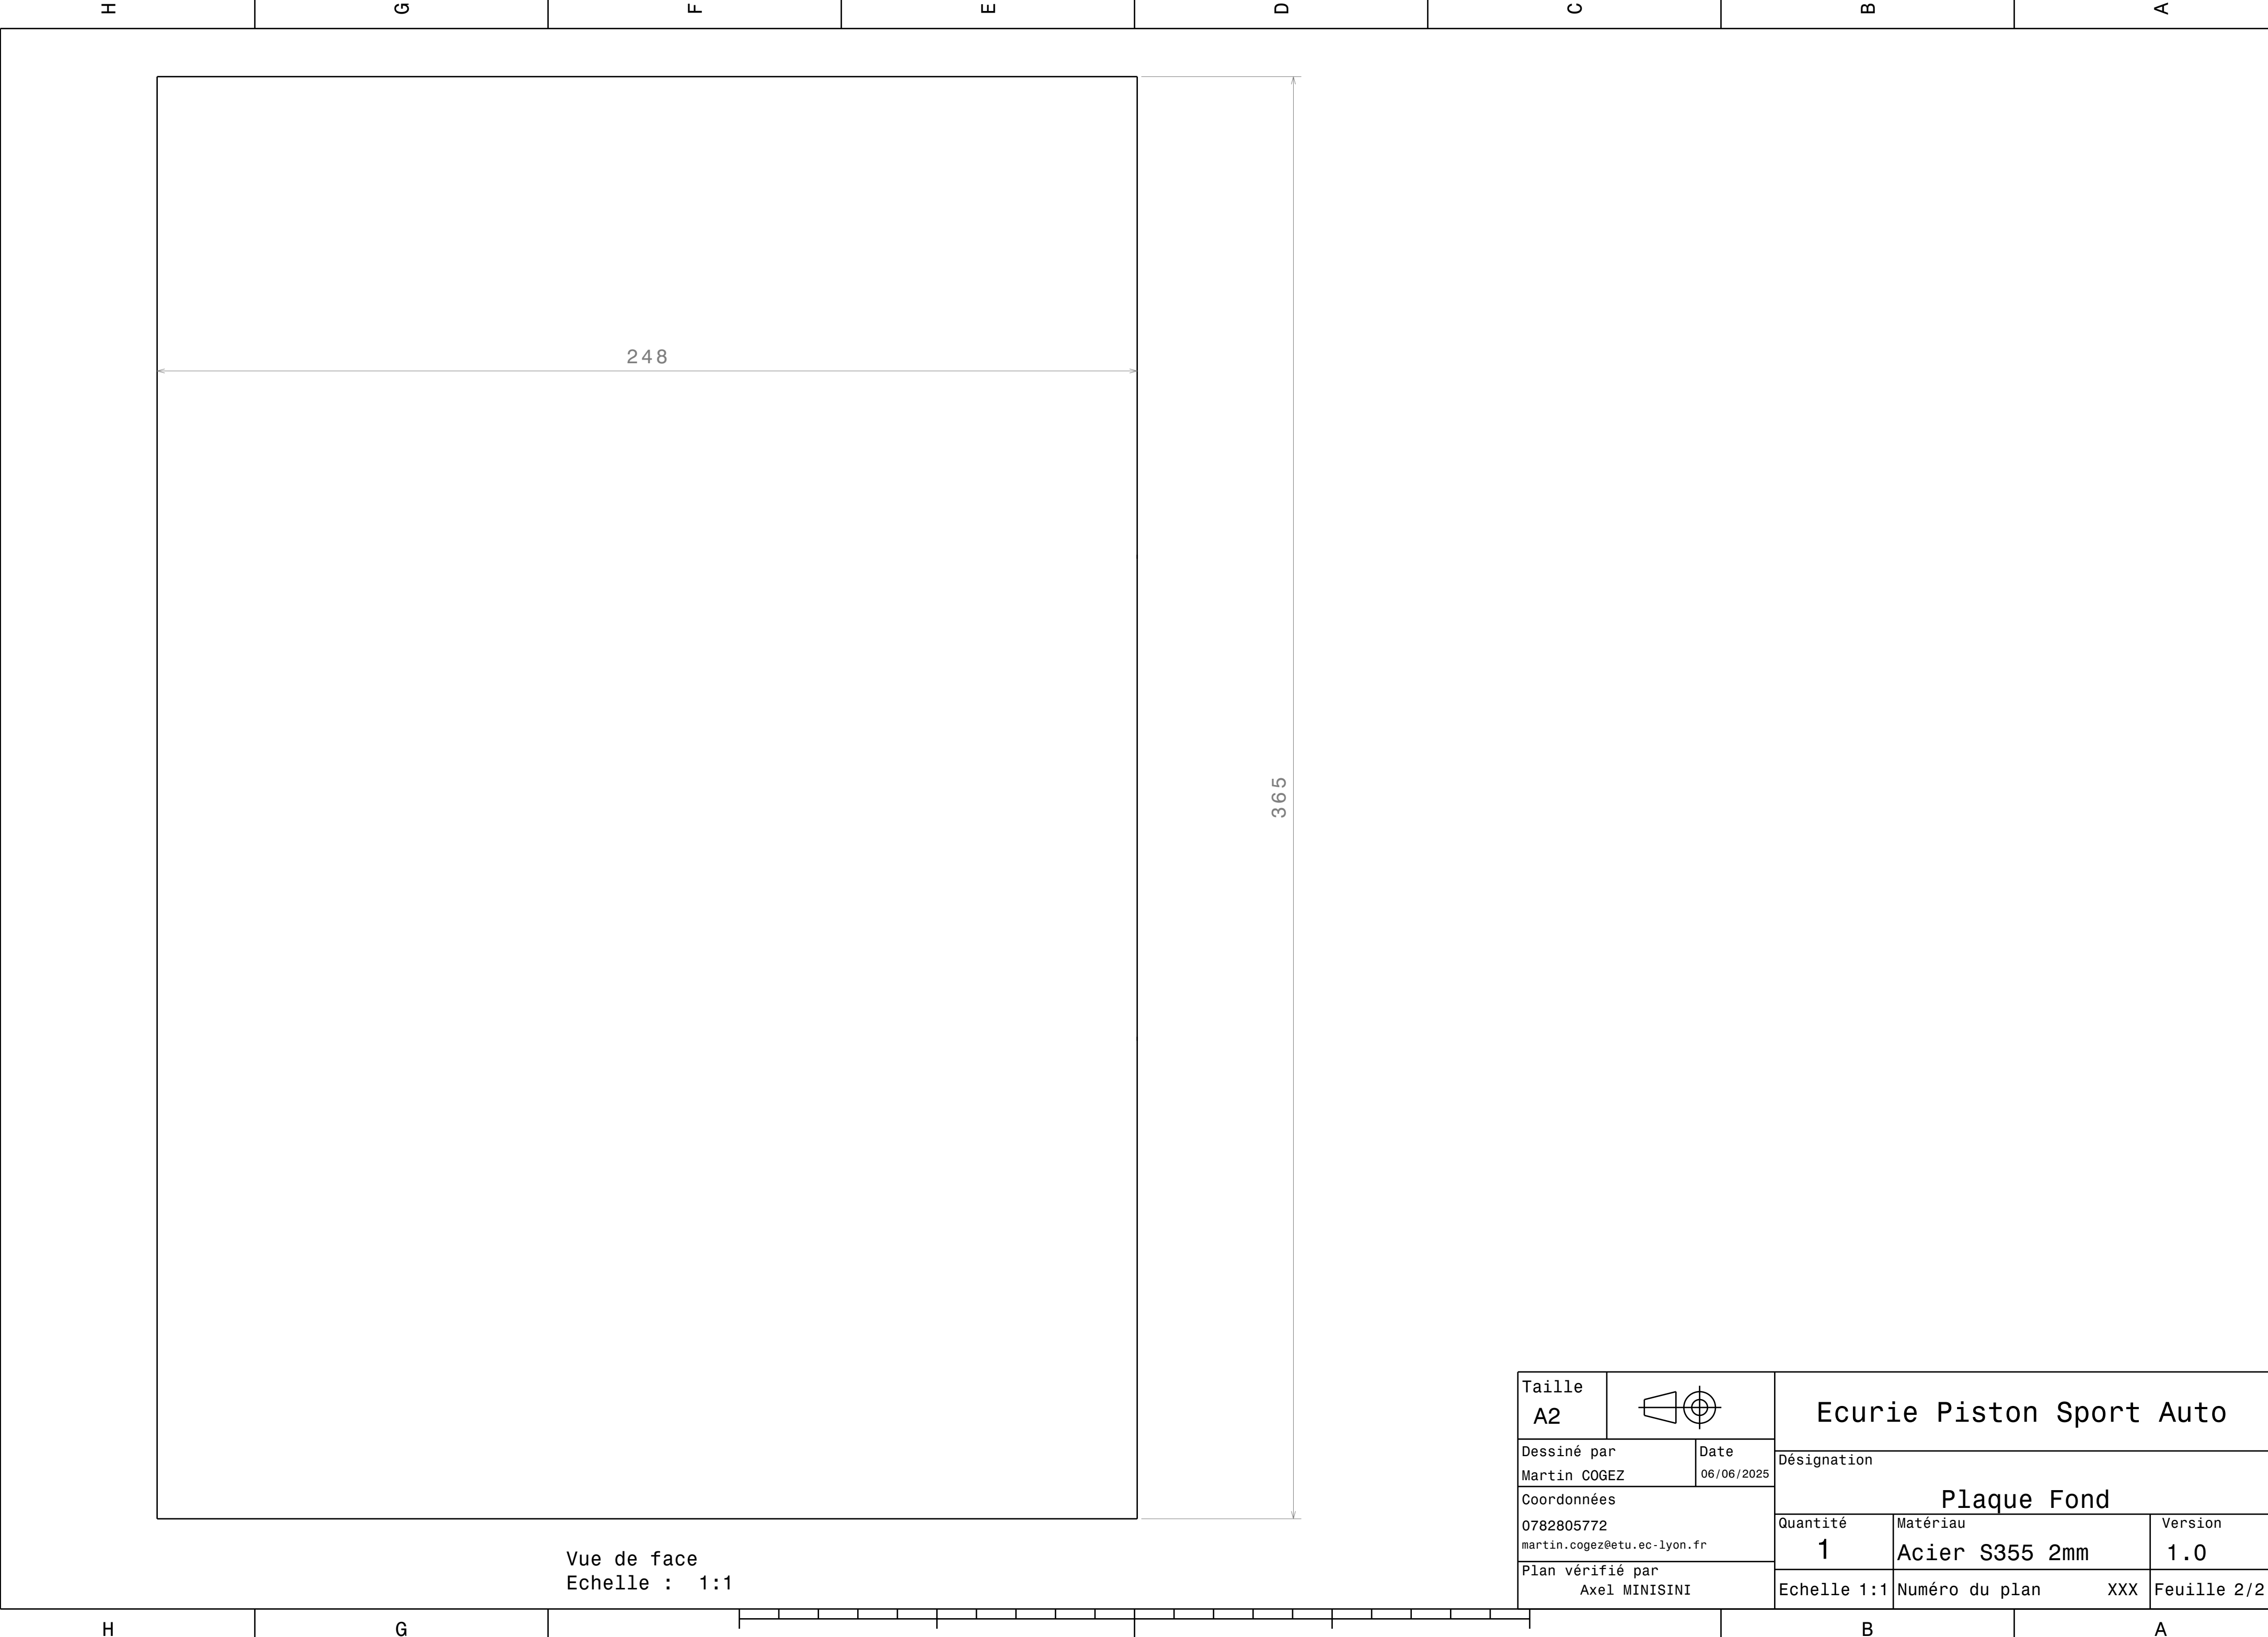 H G F E D C B A
248
365
Vue de face
Echelle :  1:1
Taille
A2
Ecurie Piston Sport Auto
Dessiné par
Martin COGEZ
Date
06/06/2025
Désignation
Plaque Fond
Coordonnées
0782805772
martin.cogez@etu.ec-lyon.fr
Quantité
1
Matériau
Acier S355 2mm
Version
1.0
Plan vérifié par
Axel MINISINI
Echelle 1:1
Numéro du plan XXX
Feuille 2/2
H G B A